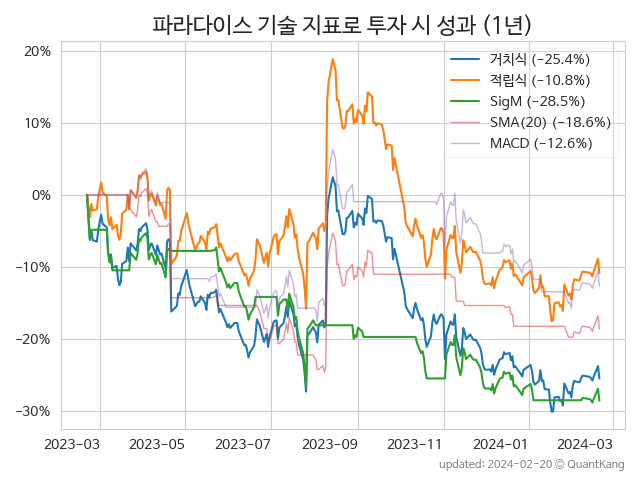 파라다이스 기술 지표로 투자 시 성과 (1년)
거치식 (−25.4%)
적립식 (−10.8%)
SigM (−28.5%)
SMA(20) (−18.6%)
MACD (−12.6%)
20%
10%
0%
−10%
−20%
−30%
2023-03 2023-05 2023-07 2023-09 2023-11 2024-01 2024-03
updated: 2024-02-20 © QuantKang